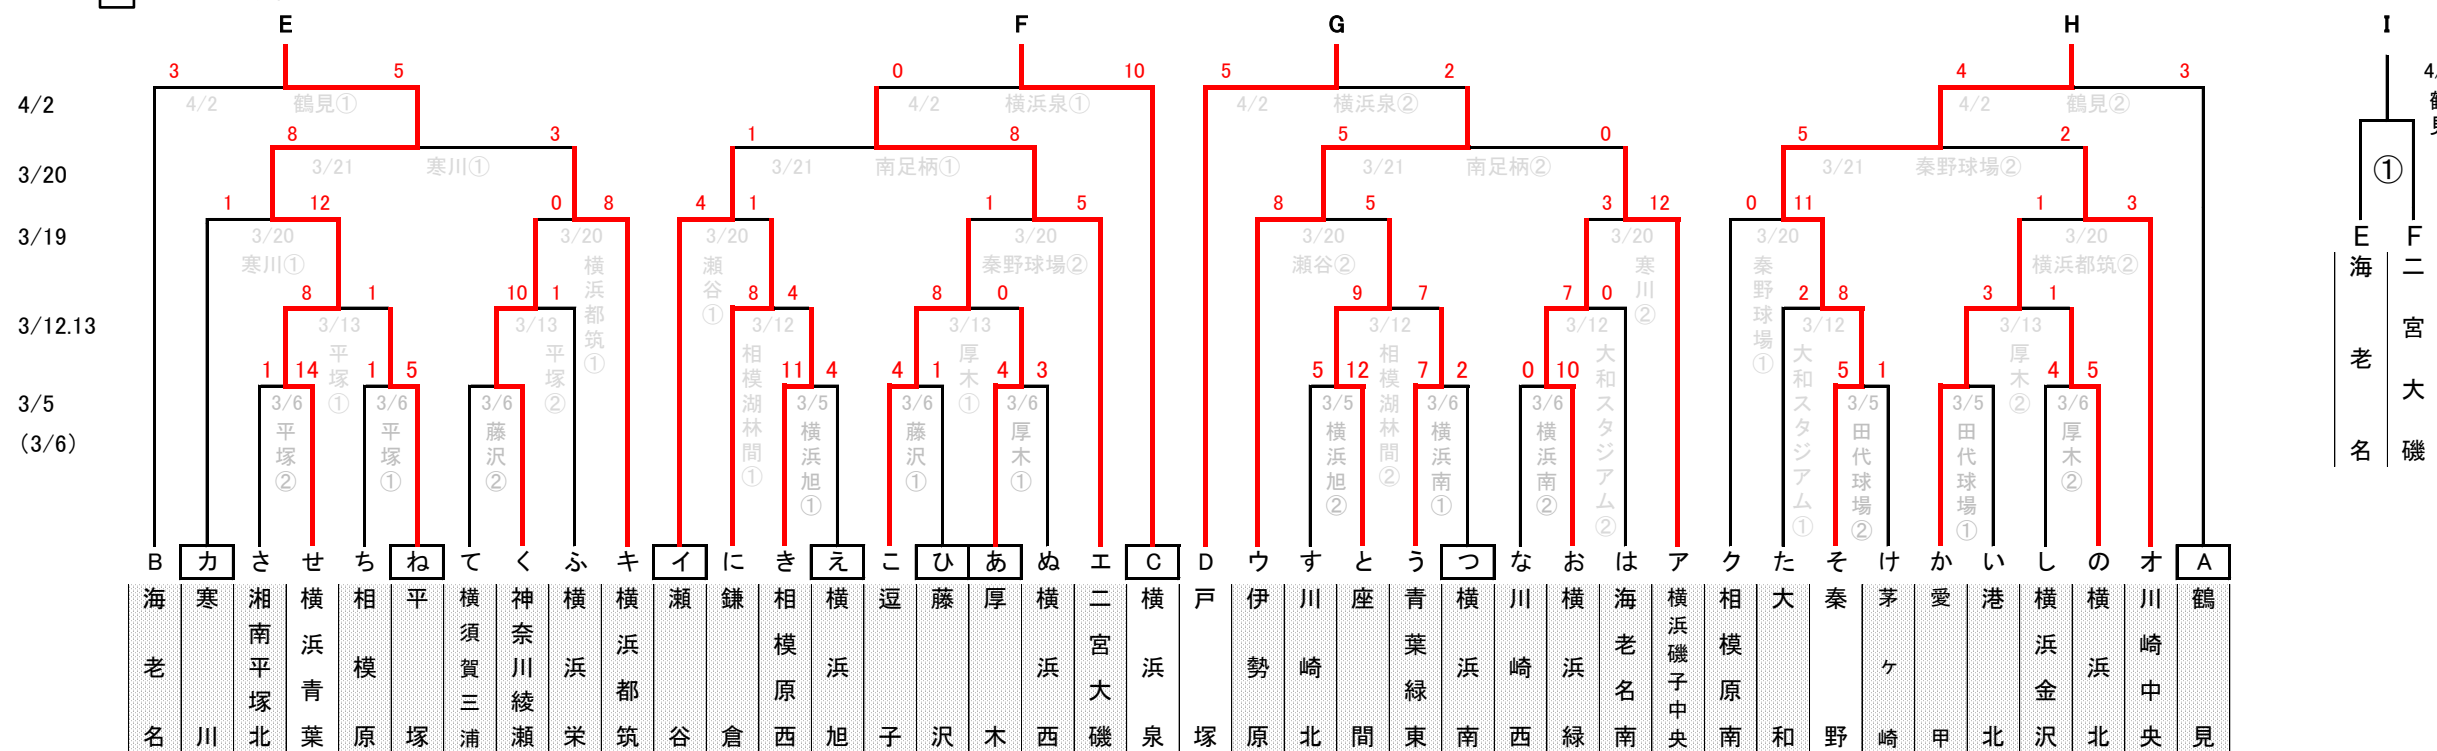 E F G H I
3 5 0 10 5 2 4 3
4/2 4/2 鶴見① 4/2 横浜泉① 4/2 横浜泉② 4/2 鶴見② 4/
8 3 1 8 5 0 5 2
3/20 3/21 寒川① 3/21 南足柄① 3/21 南足柄② 3/21 秦野球場②
①
1 12 0 8 4 1 1 5 8 5 3 12 0 11 1 3
3/19 3/20 3/20 3/20 3/20 3/20 3/20 3/20 3/20
寒川① 横浜都筑① 瀬谷① 秦野球場② 瀬谷② 寒川② 秦野球場① 横浜都筑②
E F
海老名
二宮大磯
8 1 10 1 8 4 8 0 9 7 7 0 2 8 3 1
3/12.13 3/13 3/13 3/12 3/13 3/12 3/12 3/12 3/13
平塚① 平塚② 相模湖林間① 厚木① 相模湖林間② 大和スタジアム② 大和スタジアム① 厚木②
1 14 1 5 11 4 4 1 4 3 5 12 7 2 0 10 5 1 4 5
3/5 3/6 3/6 3/6 3/5 3/6 3/6 3/5 3/6 3/6 3/5 3/5 3/6
(3/6)
平塚② 平塚① 藤沢② 横浜旭① 藤沢① 厚木① 横浜旭② 横浜南① 横浜南② 田代球場② 田代球場① 厚木②
B カ さ せ ち ね て く ふ キ イ に き え こ ひ あ ぬ エ C D ウ す と う つ な お は ア ク た そ け か い し の オ A
海老名
寒川
湘南平塚北
横浜青葉
相模原
平塚
横須賀三浦
神奈川綾瀬
横浜栄
横浜都筑
瀬谷
鎌倉
相模原西
横浜旭
逗子
藤沢
厚木
横浜西
二宮大磯
横浜泉
戸塚
伊勢原
川崎北
座間
青葉緑東
横浜南
川崎西
横浜緑
海老名南
横浜磯子中央
相模原南
大和
秦野
茅ケ崎
愛甲
港北
横浜金沢
横浜北
川崎中央
鶴見